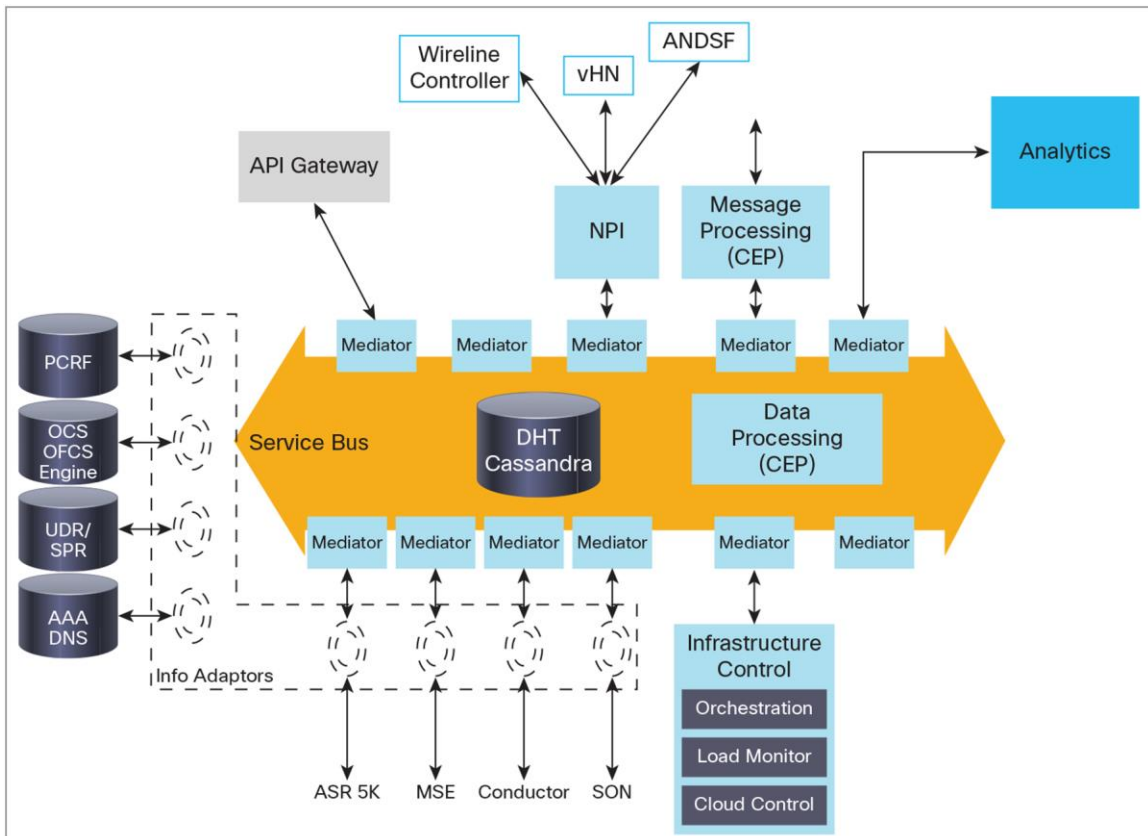 ANDSF
Wireline
Controller
vHN
API Gateway
Analytics
NPI
Message
Processing
(CEP)
Mediator
Mediator
Mediator
Mediator
Mediator
PCRF
OCS
OFCS
Engine
UDR/
SPR
AAA
DNS
Service Bus
DHT
Cassandra
Data
Processing
(CEP)
Mediator
Mediator
Mediator
Mediator
Mediator
Mediator
Info Adaptors
Infrastructure
Control
Orchestration
Load Monitor
Cloud Control
ASR 5K
MSE
Conductor
SON